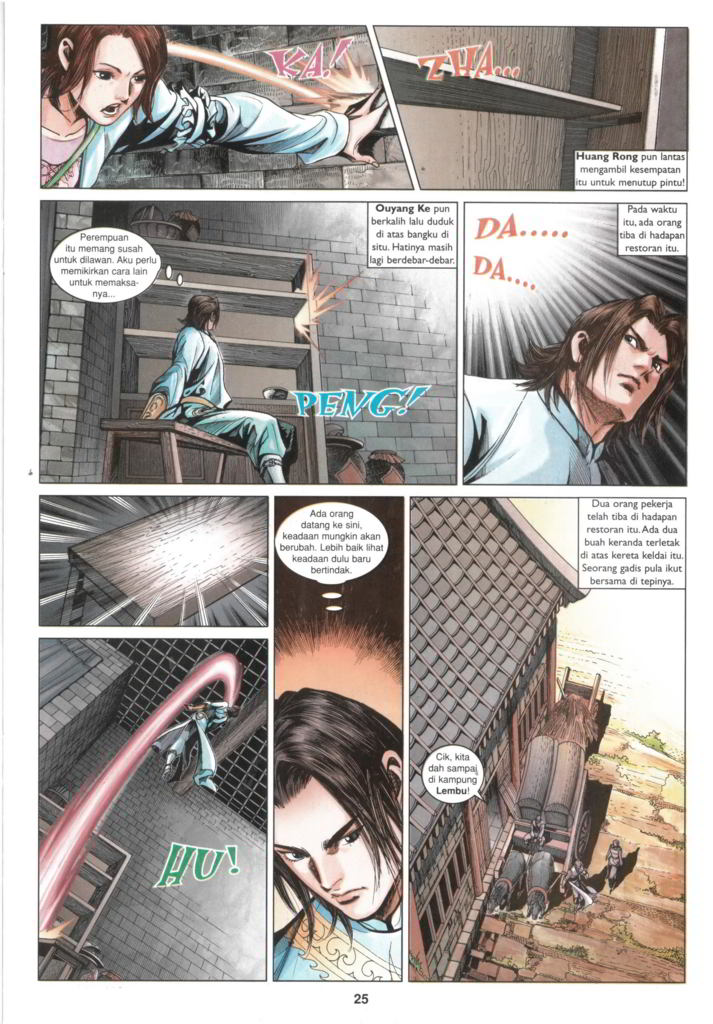 KA!
ZHA...
Huang Rong pun lantas
mengambil kesempatan
itu untuk menutup pintu!
Perempuan
itu memang susah
untuk dilawan. Aku perlu
memikirkan cara lain
untuk memaksa-
nya...
Ouyang Ke pun
berkalih lalu duduk
di atas bangku di
situ. Hatinya masih
lagi berdebar-debar.
PENG!
Pada waktu
itu, ada orang
tiba di hadapan
restoran itu.
DA.....
DA....
Ada orang
datang ke sini,
keadaan mungkin akan
berubah. Lebih baik lihat
keadaan dulu baru
bertindak.
HU!
Dua orang pekerja
telah tiba di hadapan
restoran itu. Ada dua
buah keranda terletak
di atas kereta keldai itu.
Seorang gadis pula ikut
bersama di tepinya.
Cik, kita
dah sampai
di kampung
Lembu!
25